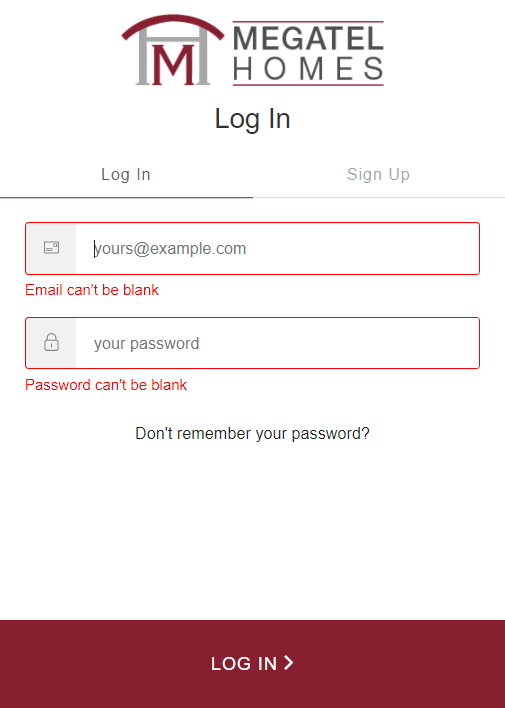 M
MEGATEL
HOMES
Log In
Log In
Sign Up
yours@example.com
Email can't be blank
your password
Password can't be blank
Don't remember your password?
LOG IN